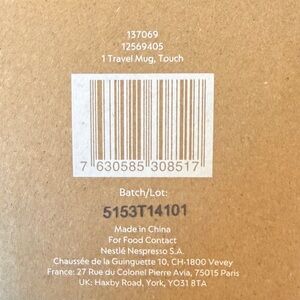 137069
12569405
1 Travel Mug, Touch
7 630585 308517
Batch/Lot:
5153T14101
Made in China
For Food Contact
Nestlé Nespresso S.A.
Chaussée de la Guinguette 10, CH-1800 Vevey
France: 27 Rue du Colonel Pierre Avia, 75015 Paris
UK: Haxby Road, York, YO31 8TA